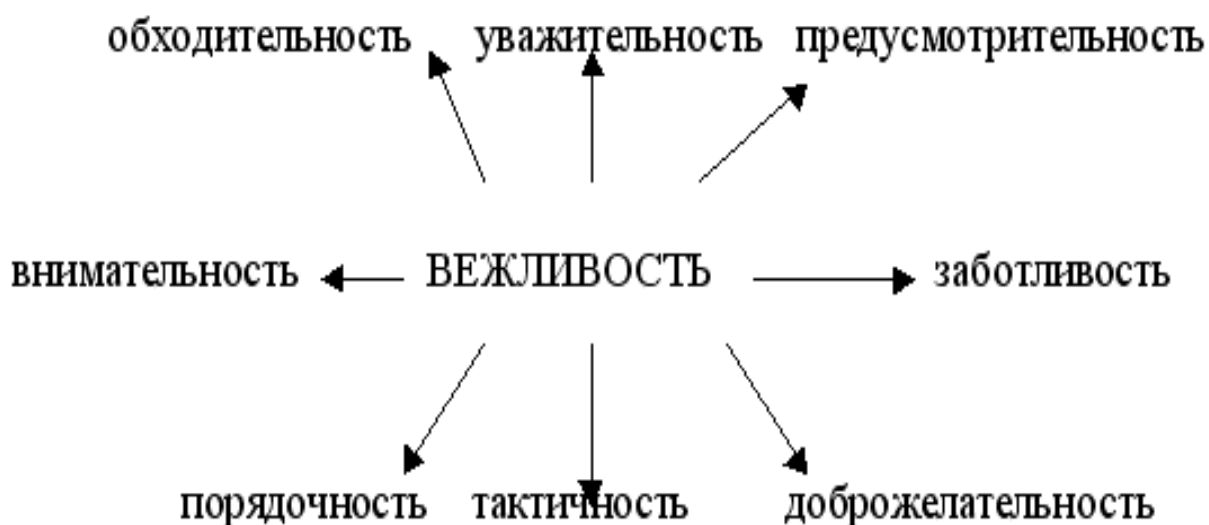 обходительность уважительность предусмотрительность
внимательность ВЕЖЛИВОСТЬ заботливость
порядочность тактичность доброжелательность